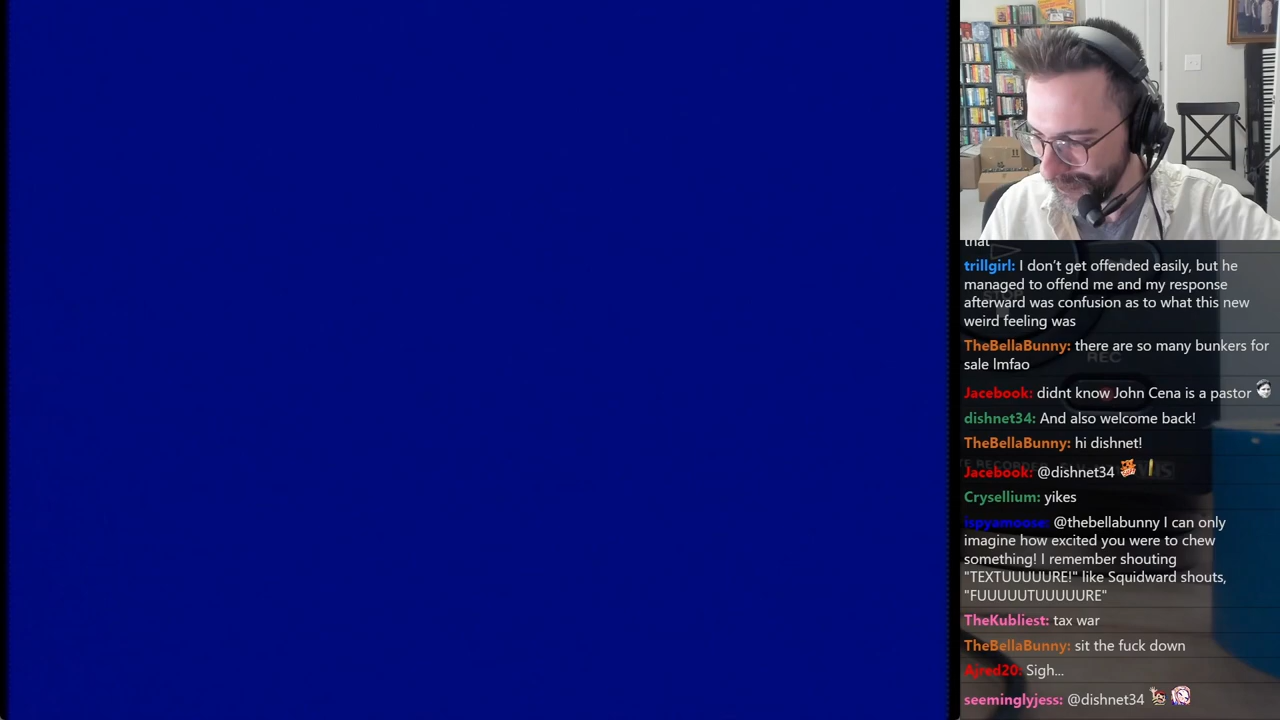 that
trillgirl: I don't get offended easily, but he
managed to offend me and my response
afterward was confusion as to what this new
weird feeling was
TheBellaBunny: there are so many bunkers for
sale lmfao
REC
Jacebook: didnt know John Cena is a pastor
dishnet34: And also welcome back!
TheBellaBunny: hi dishnet!
Jacebook: @dishnet34
Crysellium: yikes
ispyamoose: @thebellabunny I can only
imagine how excited you were to chew
something! I remember shouting
"TEXTUUUUURE!" like Squidward shouts,
"FUUUUUTUUUUURE"
TheKubliest: tax war
TheBellaBunny: sit the fuck down
Ajred20: Sigh...
seeminglyjess: @dishnet34